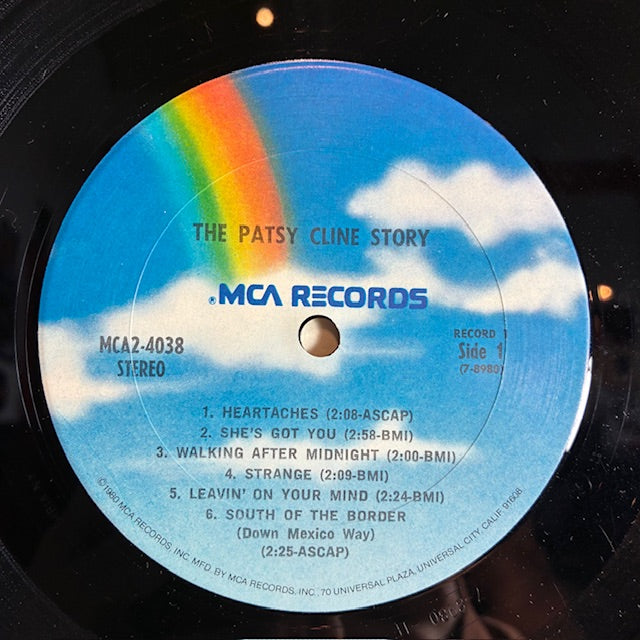 THE PATSY CLINE STORY
®MCA RECORDS
MCA2-4038
STEREO
RECORD 1
Side 1
(7-8980)
1. HEARTACHES (2:08-ASCAP)
2. SHE'S GOT YOU (2:58-BMI)
3. WALKING AFTER MIDNIGHT (2:00-BMI)
4. STRANGE (2:09-BMI)
5. LEAVIN' ON YOUR MIND (2:24-BMI)
6. SOUTH OF THE BORDER
(Down Mexico Way)
(2:25-ASCAP)
©1980 MCA RECORDS, INC. MFD. BY MCA RECORDS, INC., 70 UNIVERSAL PLAZA, UNIVERSAL CITY, CALIF. 91608